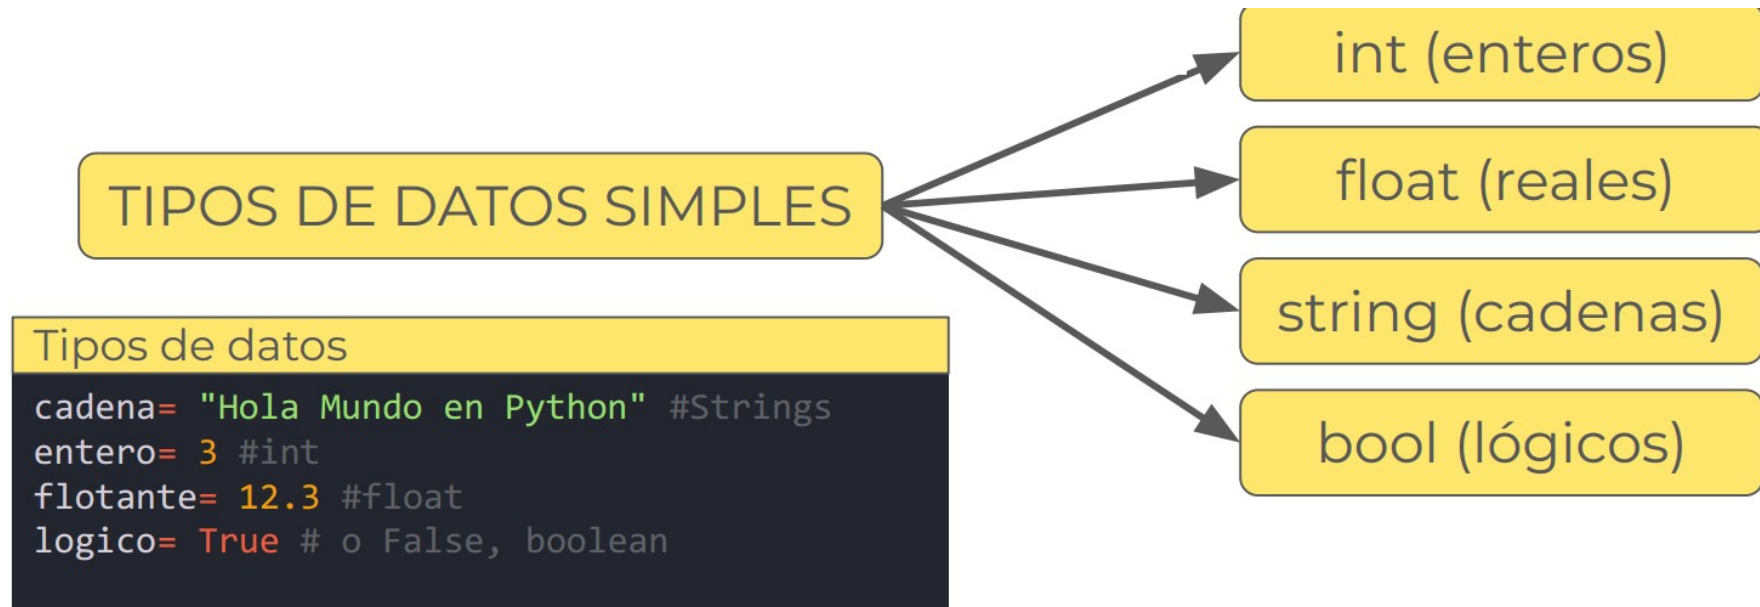 int (enteros)
TIPOS DE DATOS SIMPLES
float (reales)
string (cadenas)
bool (lógicos)
Tipos de datos
cadena= "Hola Mundo en Python" #Strings
entero= 3 #int
flotante= 12.3 #float
logico= True # o False, boolean